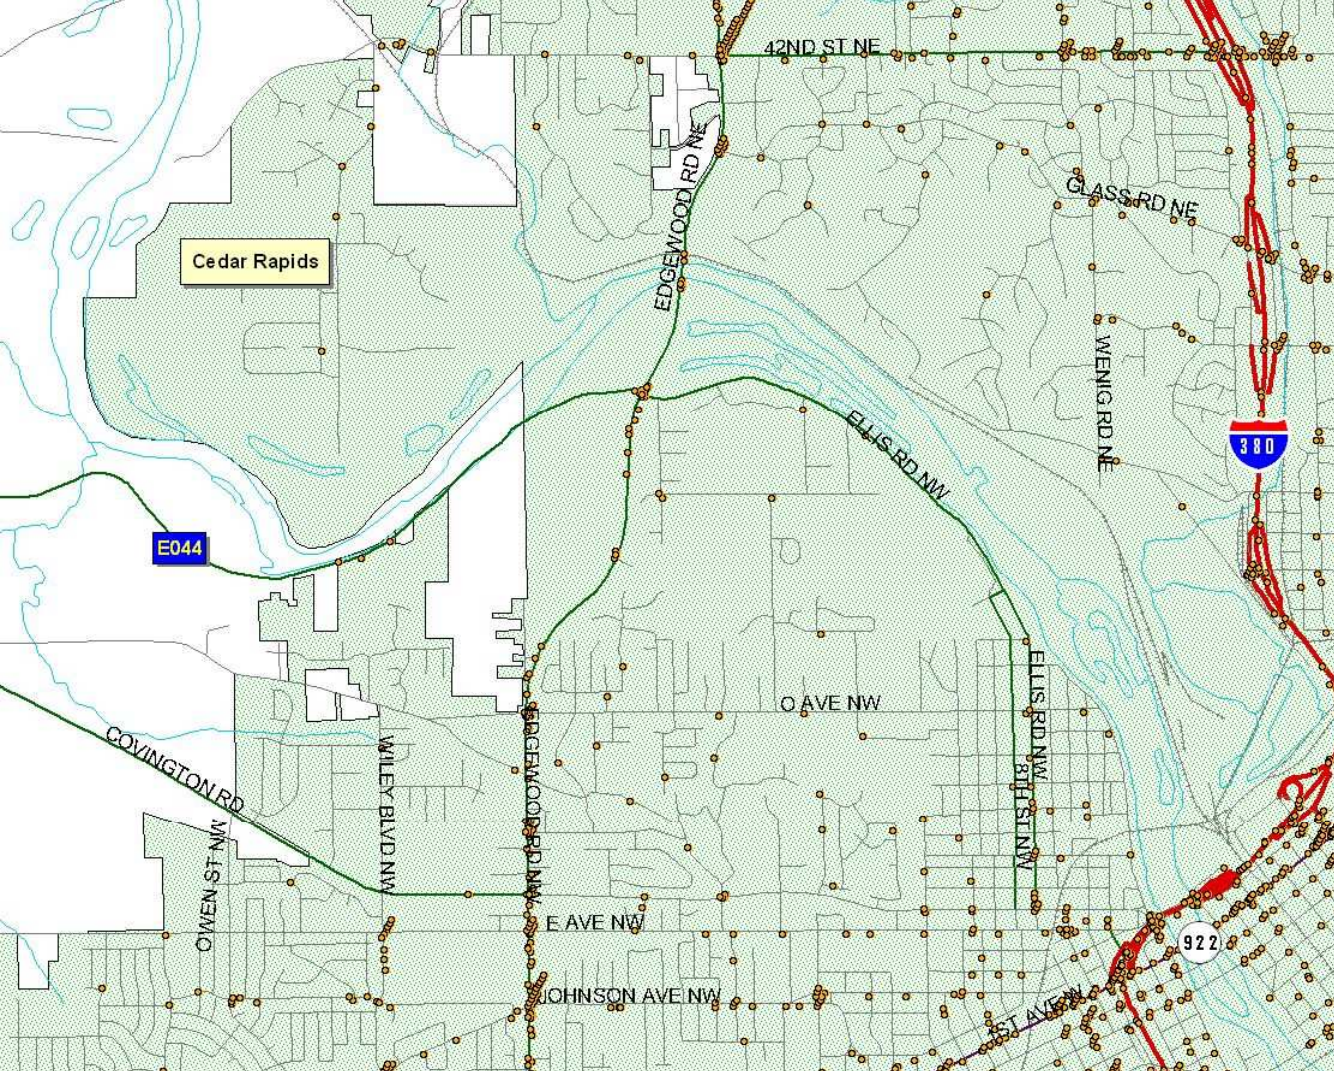 42ND ST NE
EDGEWOOD RD NE
GLASS RD NE
Cedar Rapids
WENIG RD NE
ELLIS RD NW
380
E044
O AVE NW
ELLIS RD NW
COVINGTON RD
WILEY BLVD NW
EDGEWOOD RD NW
8TH ST NW
OWEN ST NW
E AVE NW
922
JOHNSON AVE NW
1ST AVE W